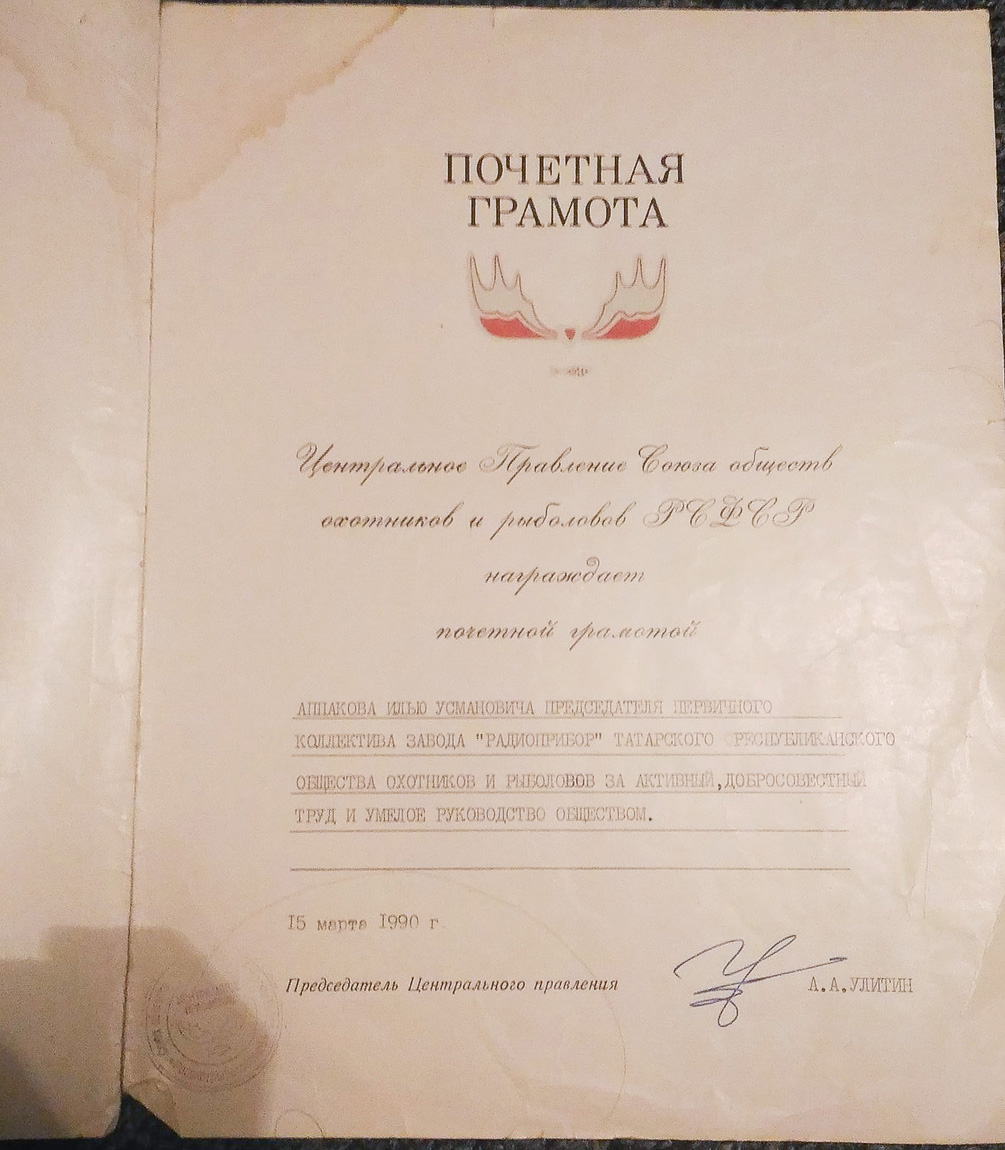 ПОЧЕТНАЯ
ГРАМОТА
Центральное Правление Союза обществ
охотников и рыболовов РСФСР
награждает
почетной грамотой
АППАКОВА ИЛЬЮ УСМАНОВИЧА ПРЕДСЕДАТЕЛЯ ПЕРВИЧНОГО
КОЛЛЕКТИВА ЗАВОДА "РАДИОПРИБОР" ТАТАРСКОГО РЕСПУБЛИКАНСКОГО
ОБЩЕСТВА ОХОТНИКОВ И РЫБОЛОВОВ ЗА АКТИВНЫЙ,ДОБРОСОВЕСТНЫЙ
ТРУД И УМЕЛОЕ РУКОВОДСТВО ОБЩЕСТВОМ.
15 марта 1990 г.
Председатель Центрального правления
А.А.УЛИТИН